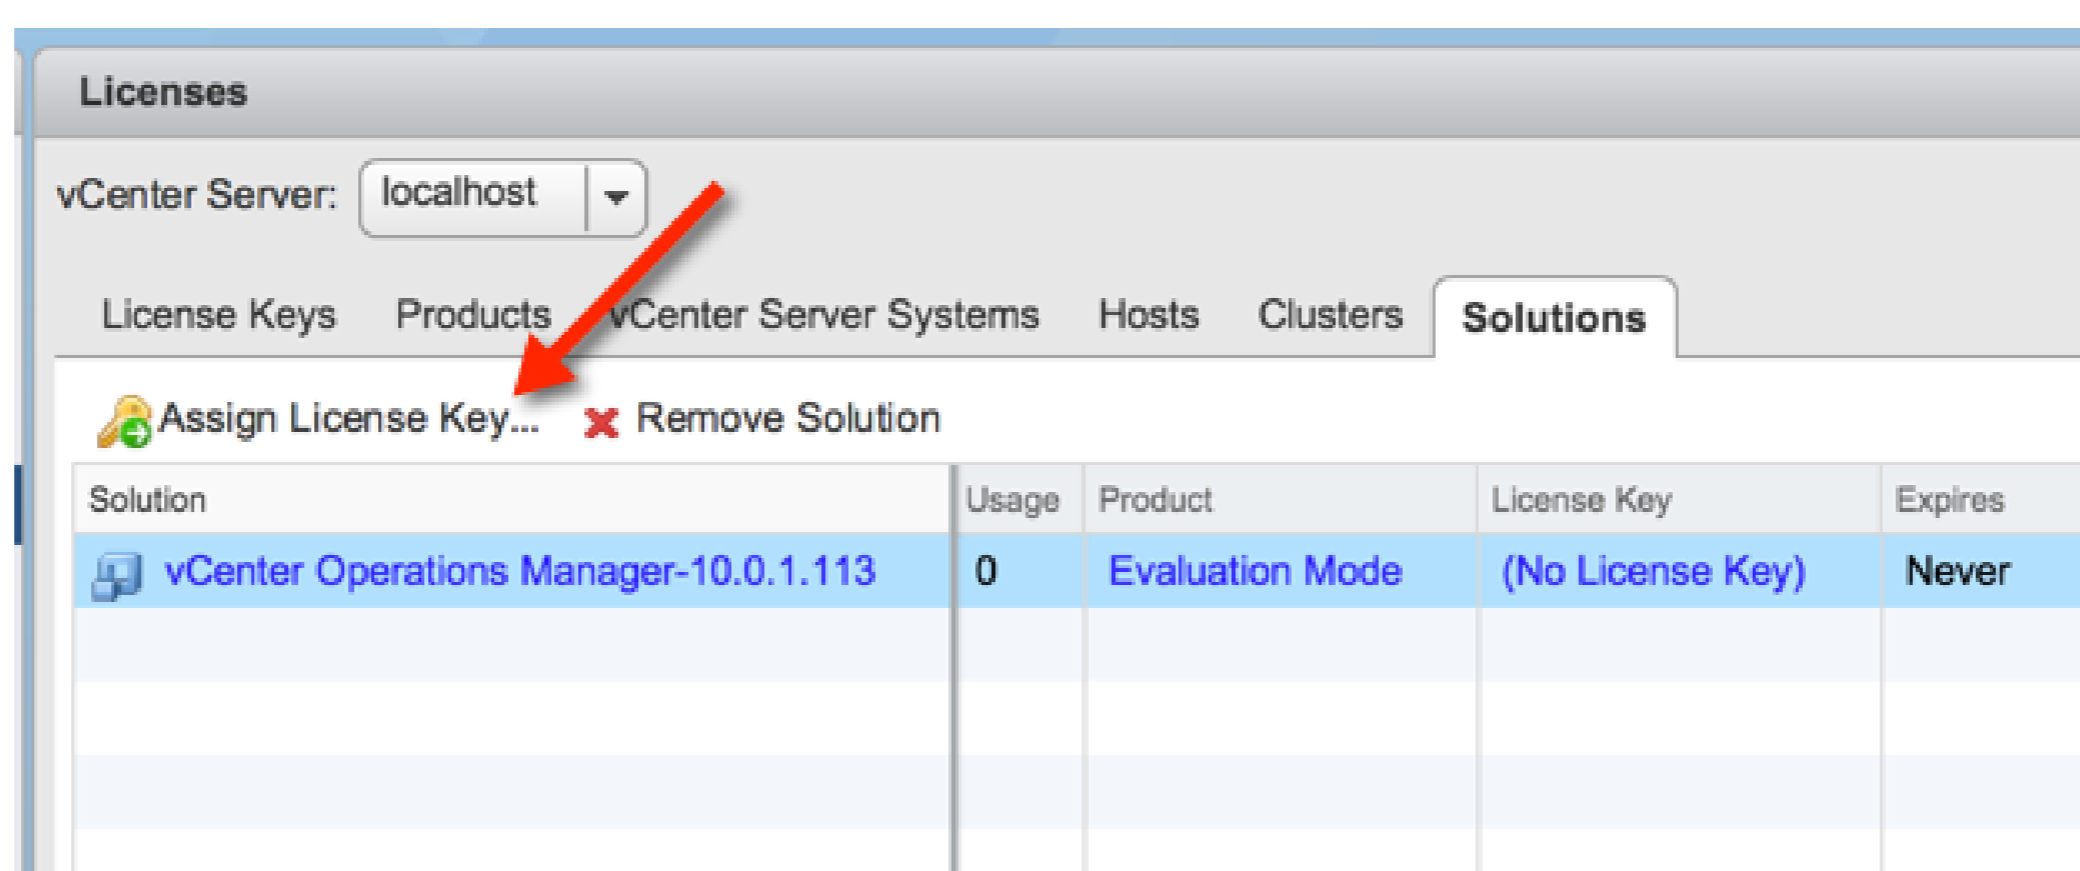 Licenses
vCenter Server: localhost
License Keys Products vCenter Server Systems Hosts Clusters Solutions
Assign License Key... Remove Solution
Solution Usage Product License Key Expires
vCenter Operations Manager-10.0.1.113 0 Evaluation Mode (No License Key) Never